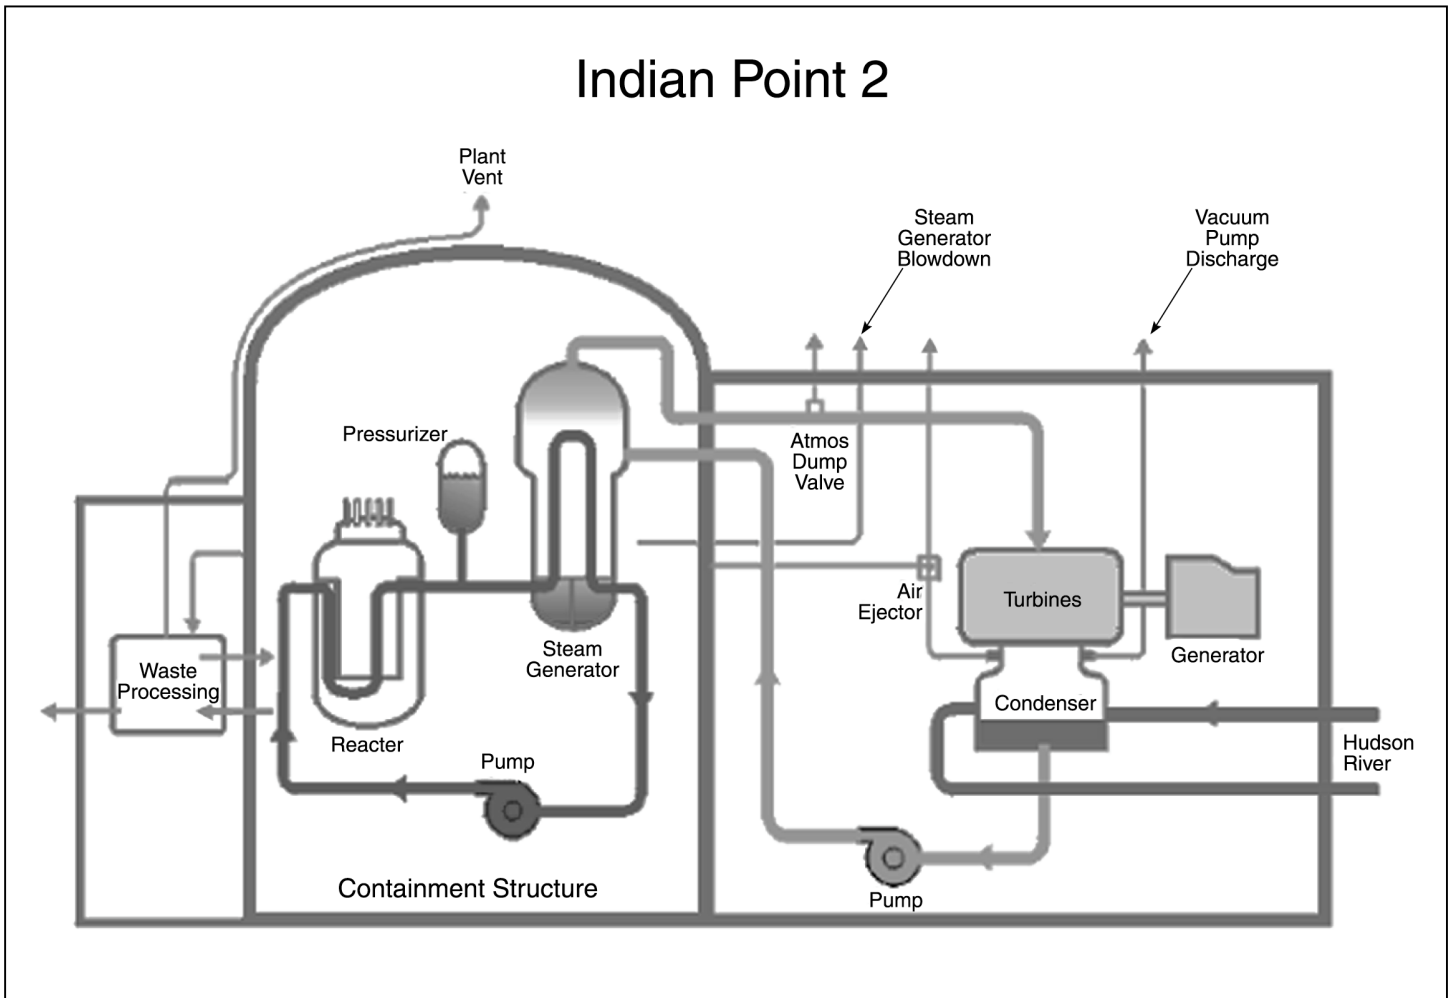 Indian Point 2
Plant
Vent
Steam
Generator
Blowdown
Vacuum
Pump
Discharge
Pressurizer
Atmos
Dump
Valve
Air
Ejector
Turbines
Generator
Steam
Generator
Waste
Processing
Condenser
Hudson
River
Reacter
Pump
Containment Structure
Pump